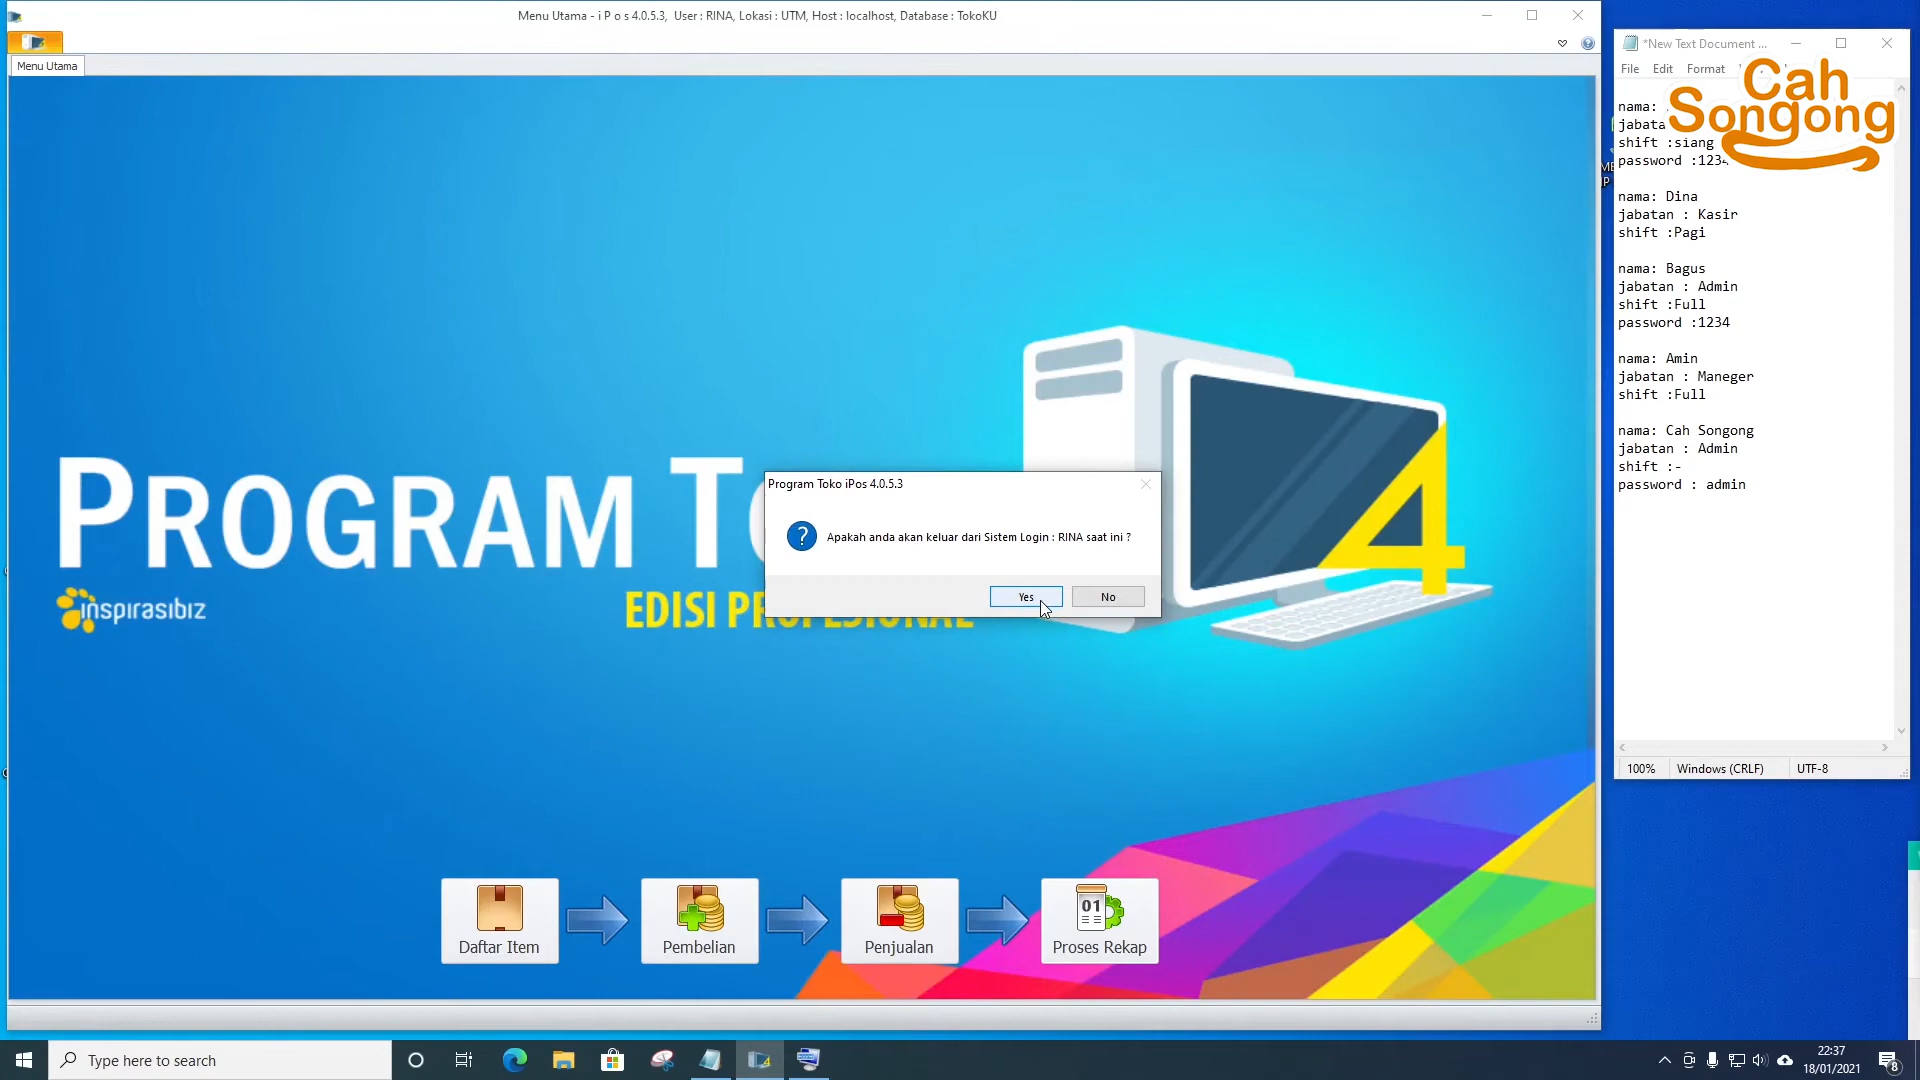 Menu Utama - i P o s 4.0.5.3, User : RINA, Lokasi : UTM, Host : localhost, Database : TokoKU
Menu Utama
PROGRAM
inspirasibiz
EDISI PROFESIONAL
Program Toko iPos 4.0.5.3
Apakah anda akan keluar dari Sistem Login : RINA saat ini ?
Yes
No
Daftar Item
Pembelian
Penjualan
01
Proses Rekap
*New Text Document ...
File
Edit
Format
Cah
Songong
nama:
shift :siang
password :1234
nama: Dina
jabatan : Kasir
shift :Pagi
nama: Bagus
jabatan : Admin
shift :Full
password :1234
nama: Amin
jabatan : Maneger
shift :Full
nama: Cah Songong
jabatan : Admin
shift :-
password : admin
100%
Windows (CRLF)
UTF-8
Type here to search
22:37
18/01/2021
8